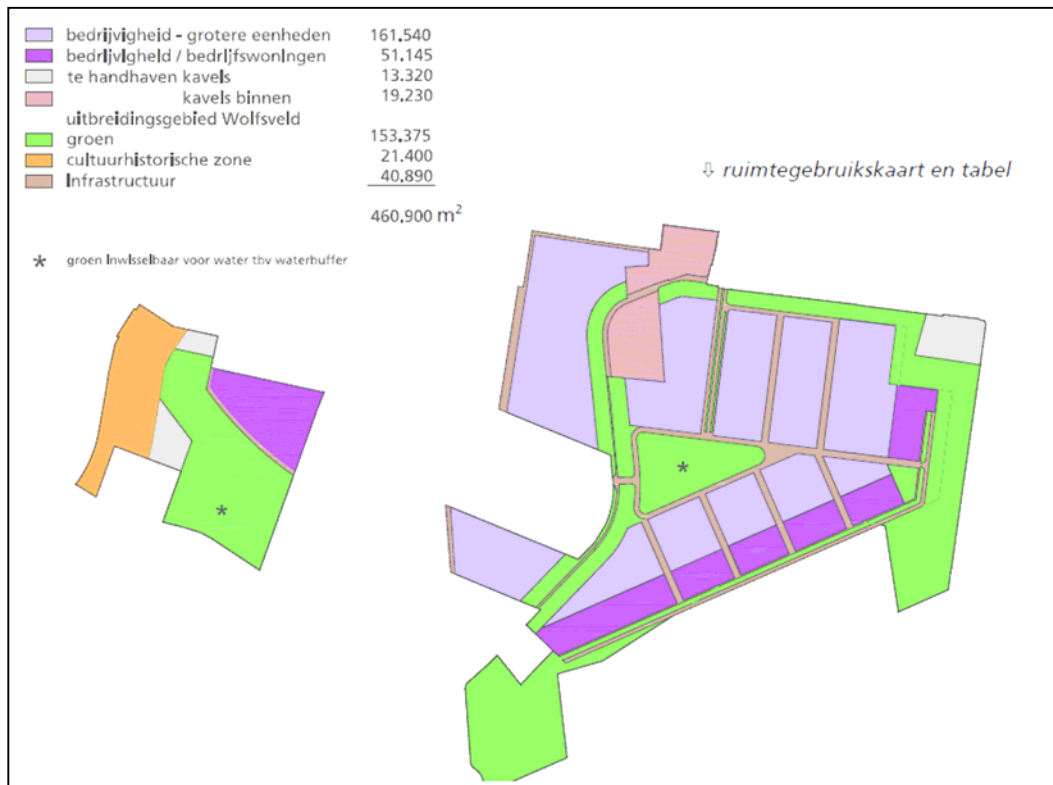 bedrijvigheid - grotere eenheden 161.540
bedrijvigheid / bedrijfswoningen 51.145
te handhaven kavels 13.320
kavels binnen 19.230
uitbreidingsgebied Wolfsveld
groen 153.375
cultuurhistorische zone 21.400
Infrastructuur 40.890
460.900 m²
* groen inwisselbaar voor water tbv waterbuffer
⇩ ruimtegebruikskaart en tabel
*
*